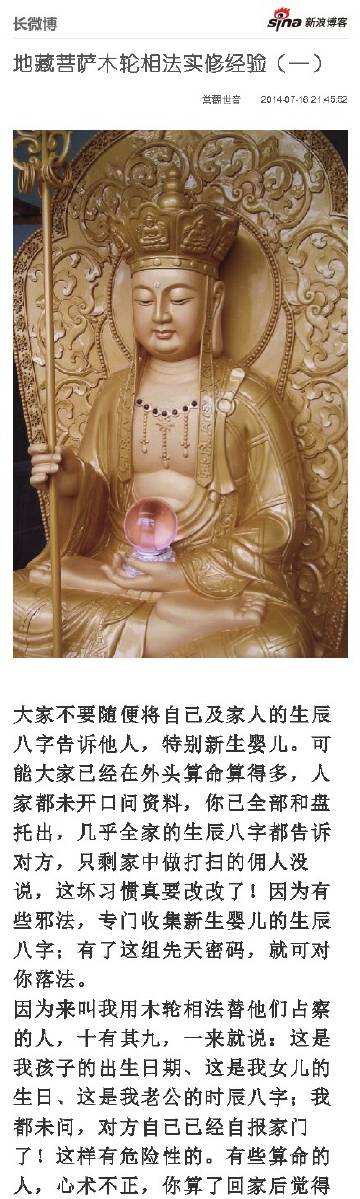 长微博
sina 新浪博客
地藏菩萨木轮相法实修经验（一）
2014-07-16 21:45:52
大家不要随便将自己及家人的生辰
八字告诉他人，特别新生婴儿。可
能大家已经在外头算命算得多，人
家都未开口问资料，你已全部和盘
托出，几乎全家的生辰八字都告诉
对方，只剩家中做打扫的佣人没
说，这坏习惯真要改改了！因为有
些邪法，专门收集新生婴儿的生辰
八字；有了这组先天密码，就可对
你落法。
因为来叫我用木轮相法替他们占察
的人，十有其九，一来就说：这是
我孩子的出生日期、这是我女儿的
生日、这是我老公的时辰八字；我
都未问，对方自己已经自报家门
了！这样有危险性的。有些算命的
人，心术不正，你算了回家后觉得